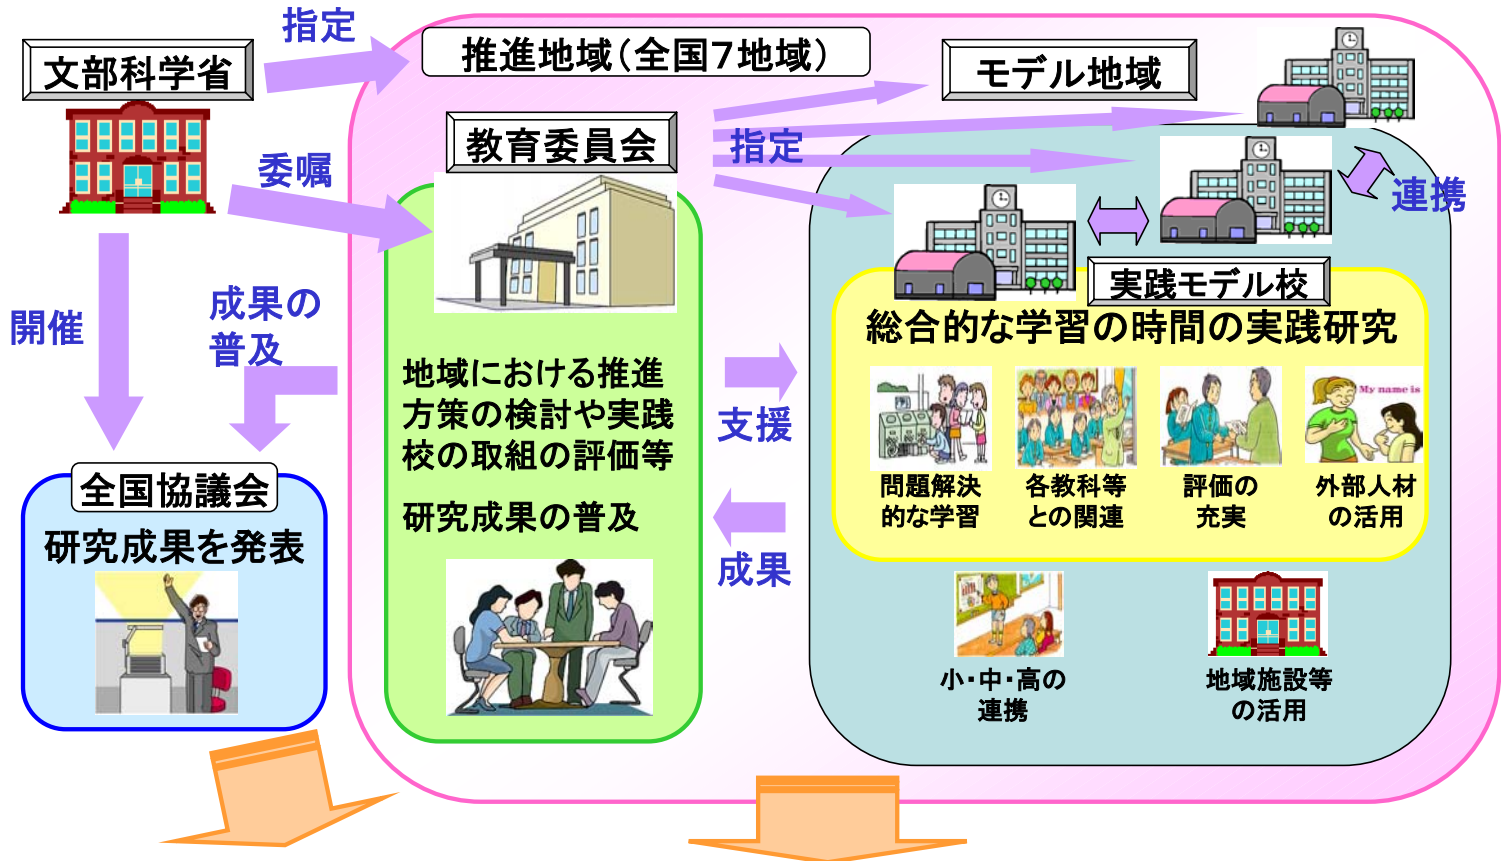 指定
文部科学省
推進地域(全国7地域)
モデル地域
教育委員会
指定
委嘱
連携
開催
成果の
普及
実践モデル校
総合的な学習の時間の実践研究
地域における推進
方策の検討や実践
校の取組の評価等
研究成果の普及
支援
成果
My name is
問題解決
的な学習
各教科等
との関連
評価の
充実
外部人材
の活用
全国協議会
研究成果を発表
小・中・高の
連携
地域施設等
の活用